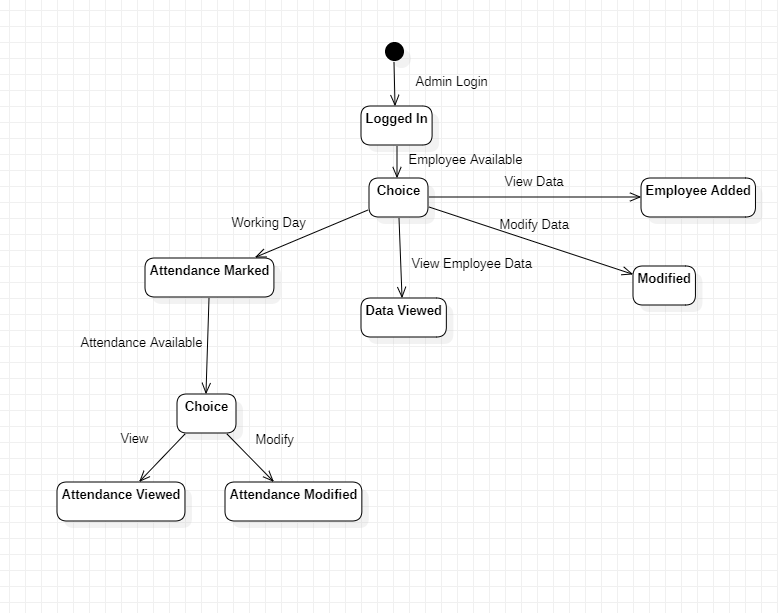 Admin Login
Logged In
Employee Available
Choice
View Data
Employee Added
Working Day
Modify Data
Attendance Marked
View Employee Data
Modified
Data Viewed
Attendance Available
Choice
View
Modify
Attendance Viewed
Attendance Modified